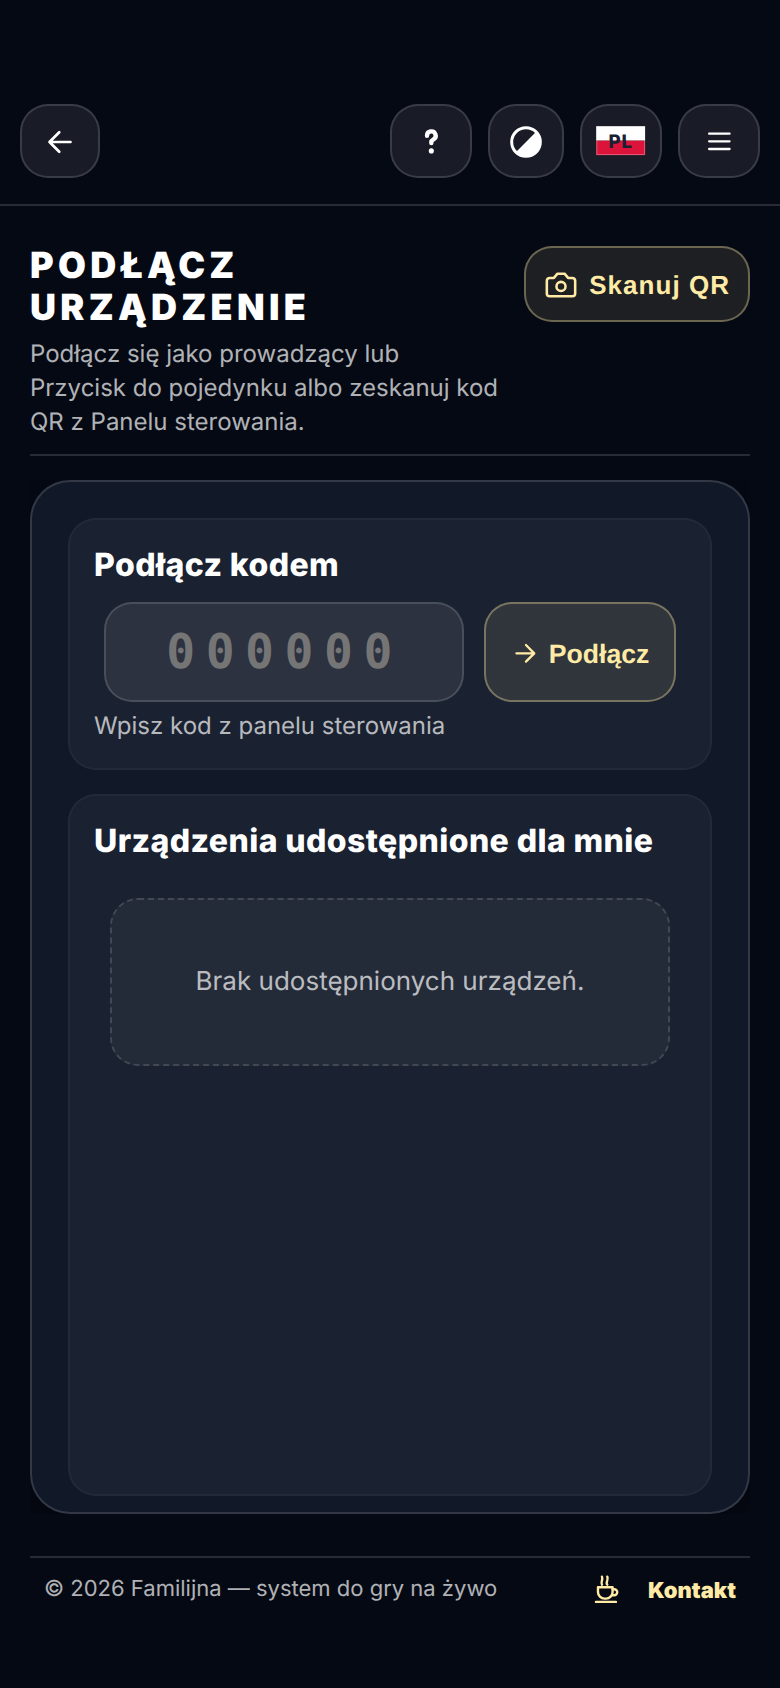 ?
PL
PODŁĄCZ
URZĄDZENIE
Skanuj QR
Podłącz się jako prowadzący lub
Przycisk do pojedynku albo zeskanuj kod
QR z Panelu sterowania.
Podłącz kodem
000000
Podłącz
Wpisz kod z panelu sterowania
Urządzenia udostępnione dla mnie
Brak udostępnionych urządzeń.
© 2026 Familijna — system do gry na żywo
Kontakt